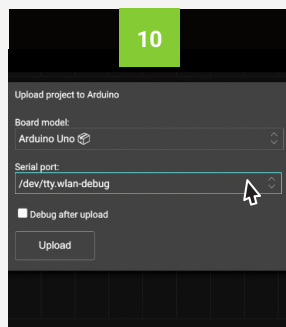 10
Upload project to Arduino
Board model:
Arduino Uno 📦
Serial port:
/dev/tty.wlan-debug
Debug after upload
Upload